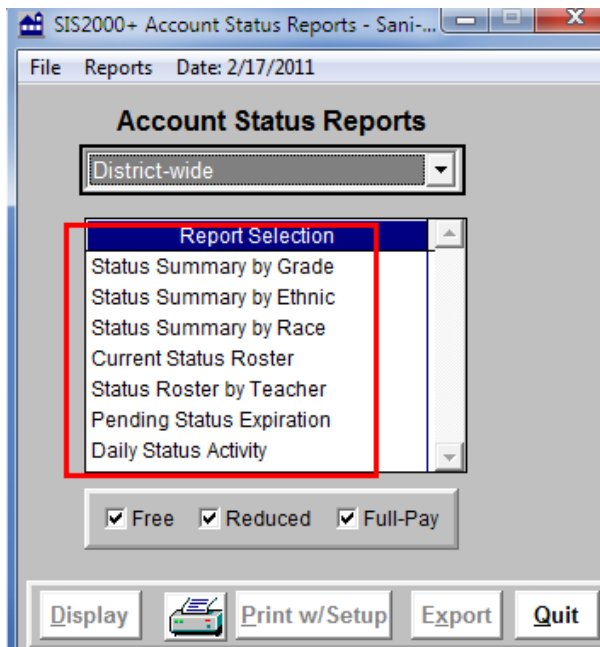 SIS2000+ Account Status Reports - Sani-...
File Reports Date: 2/17/2011
Account Status Reports
District-wide
Report Selection
Status Summary by Grade
Status Summary by Ethnic
Status Summary by Race
Current Status Roster
Status Roster by Teacher
Pending Status Expiration
Daily Status Activity
Free Reduced Full-Pay
Display Print w/Setup Export Quit